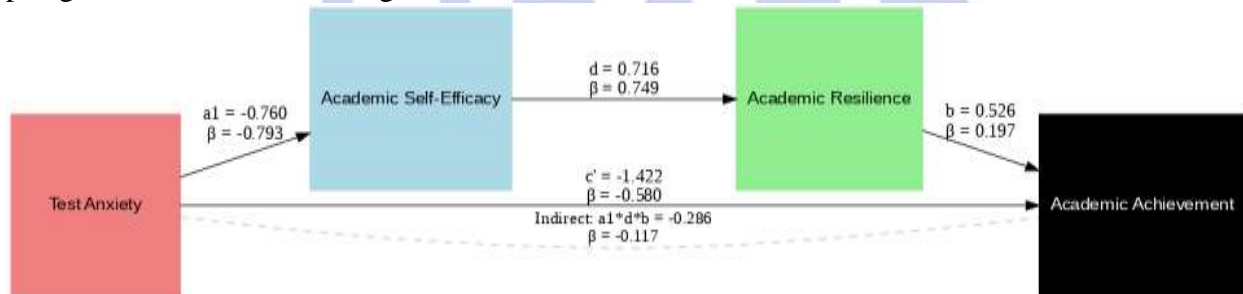 Academic Self-Efficacy
d = 0.716
β = 0.749
Academic Resilience
a1 = -0.760
β = -0.793
b = 0.526
β = 0.197
Test Anxiety
c' = -1.422
β = -0.580
Academic Achievement
Indirect: a1*d*b = -0.286
β = -0.117